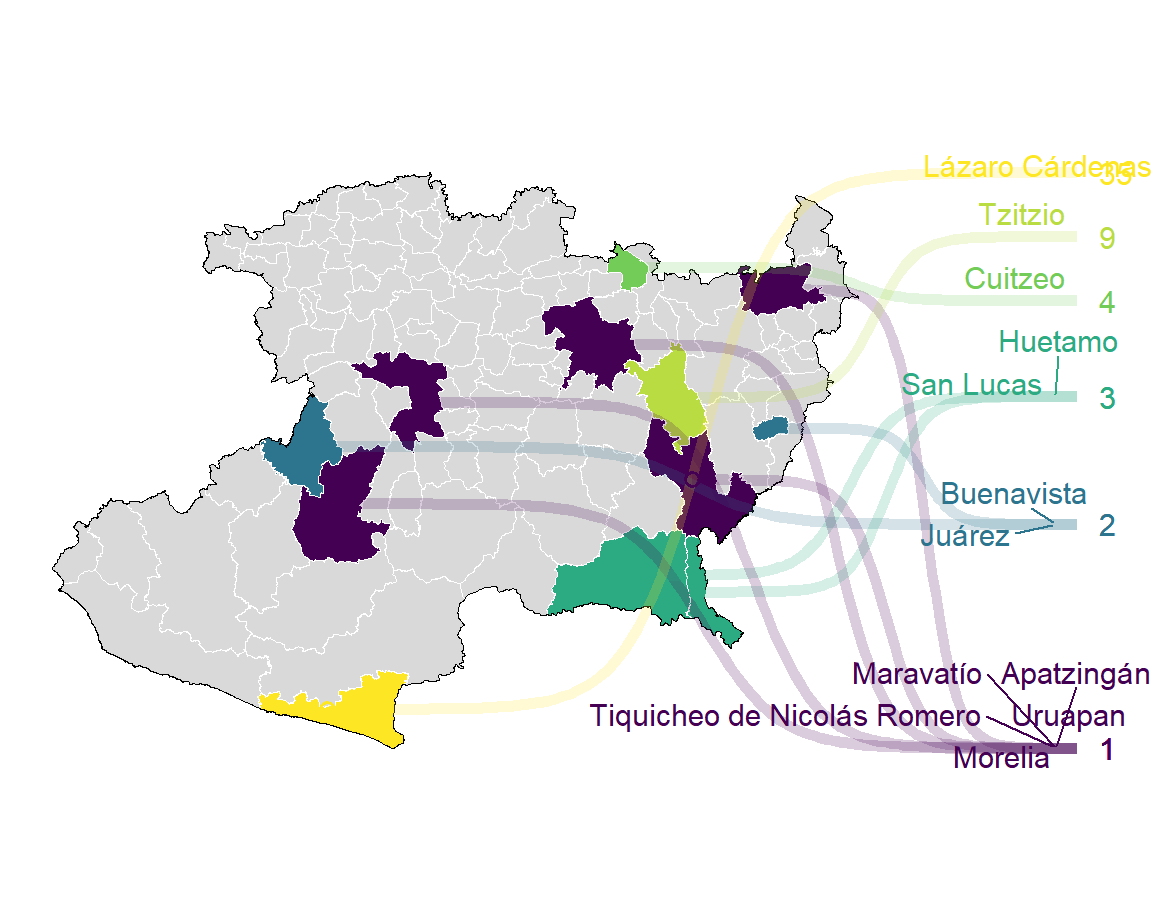 Lázaro Cárdenas 35
Tzitzio 9
Cuitzeo 4
Huetamo
San Lucas 3
Buenavista
Juárez 2
Maravatío Apatzingán
Tiquicheo de Nicolás Romero Uruapan
Morelia 1